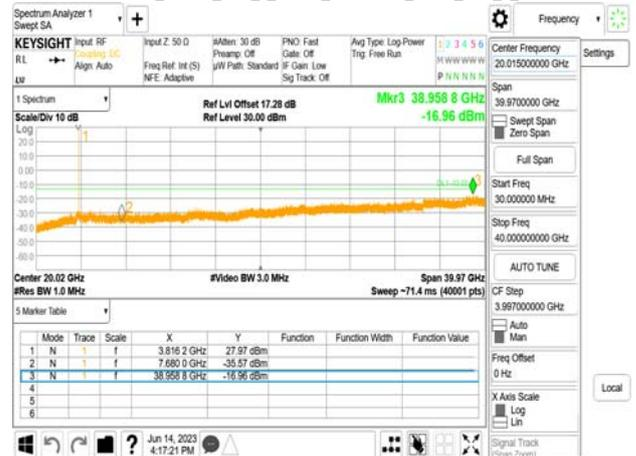 Spectrum Analyzer 1
Swept SA
Frequency
KEYSIGHT
RL
Input: RF
Coupling: DC
Align: Auto
Input Z: 50 Ω
Freq Ref: Int (S)
NFE: Adaptive
#Atten: 30 dB
Preamp: Off
µW Path: Standard
PNO: Fast
Gate: Off
IF Gain: Low
Sig Track: Off
Avg Type: Log-Power
Trig: Free Run
1 2 3 4 5 6
M W W W W W
P N N N N N
1 Spectrum
Scale/Div 10 dB
Ref Lvl Offset 17.28 dB
Ref Level 30.00 dBm
Mkr3 38.958 8 GHz
-16.96 dBm
Log
20.0
10.0
0.00
-10.0
-20.0
-30.0
-40.0
-50.0
-60.0
1
2
3
Center 20.02 GHz
#Res BW 1.0 MHz
#Video BW 3.0 MHz
Span 39.97 GHz
Sweep ~71.4 ms (40001 pts)
5 Marker Table
Mode Trace Scale X Y Function Function Width Function Value
1 N 1 f 3.816 2 GHz 27.97 dBm
2 N 1 f 7.680 0 GHz -35.57 dBm
3 N 1 f 38.958 8 GHz -16.96 dBm
4
5
6
Jun 14, 2023
4:17:21 PM
Center Frequency
20.015000000 GHz
Span
39.9700000 GHz
Swept Span
Zero Span
Full Span
Start Freq
30.000000 MHz
Stop Freq
40.000000000 GHz
AUTO TUNE
CF Step
3.997000000 GHz
Auto
Man
Freq Offset
0 Hz
X Axis Scale
Log
Lin
Signal Track
(Span Zoom)
Settings
Local